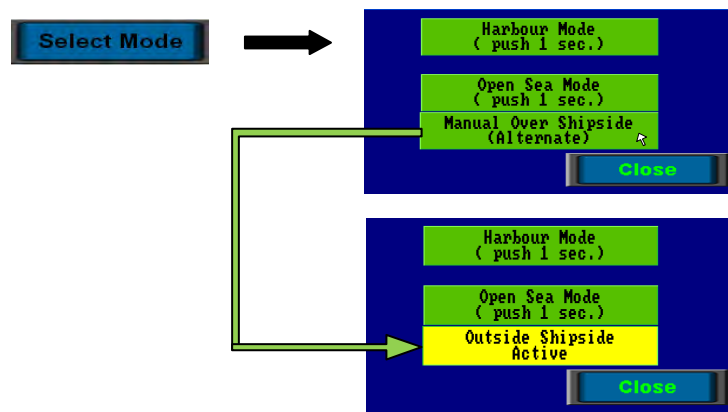 Select Mode
Harbour Mode
( push 1 sec.)
Open Sea Mode
( push 1 sec.)
Manual Over Shipside
(Alternate)
Close
Harbour Mode
( push 1 sec.)
Open Sea Mode
( push 1 sec.)
Outside Shipside
Active
Close